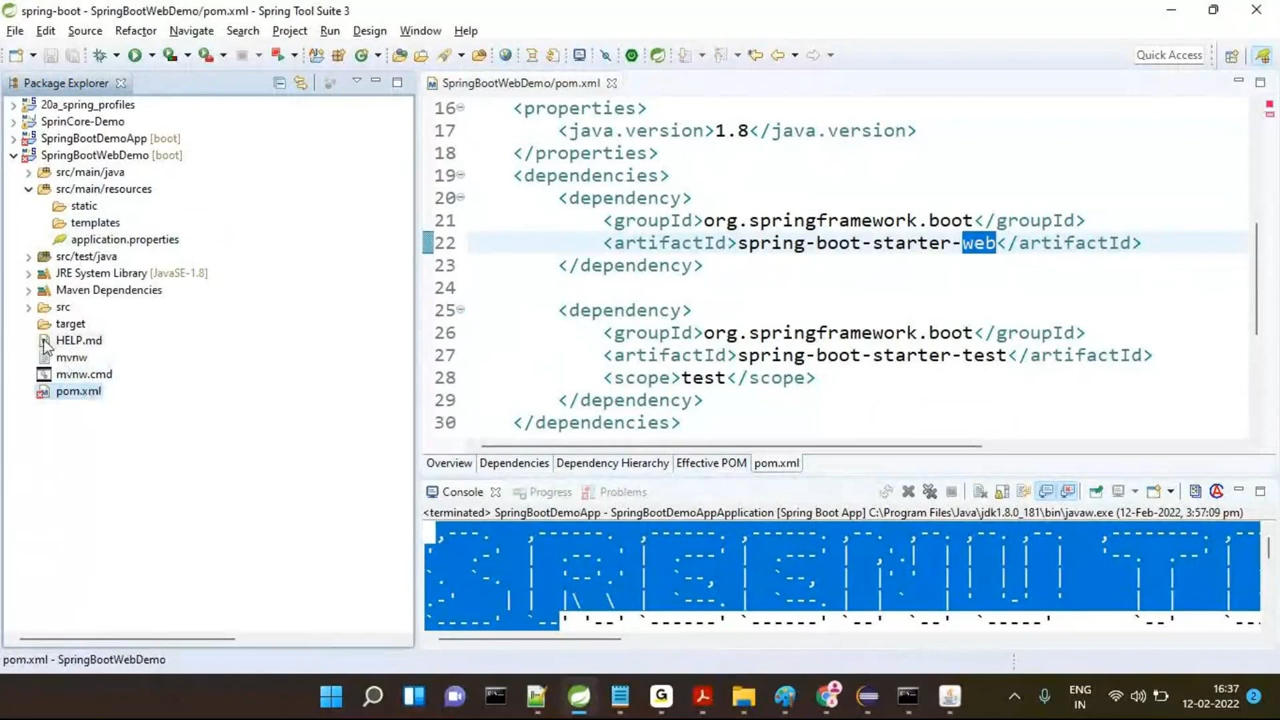 spring-boot - SpringBootWebDemo/pom.xml - Spring Tool Suite 3
File Edit Source Refactor Navigate Search Project Run Design Window Help
Quick Access
Package Explorer
20a_spring_profiles
SprinCore-Demo
SpringBootDemoApp [boot]
SpringBootWebDemo [boot]
src/main/java
src/main/resources
static
templates
application.properties
src/test/java
JRE System Library [JavaSE-1.8]
Maven Dependencies
src
target
HELP.md
mvnw
mvnw.cmd
pom.xml
SpringBootWebDemo/pom.xml
16 <properties>
17 <java.version>1.8</java.version>
18 </properties>
19 <dependencies>
20 <dependency>
21 <groupId>org.springframework.boot</groupId>
22 <artifactId>spring-boot-starter-web</artifactId>
23 </dependency>
24
25 <dependency>
26 <groupId>org.springframework.boot</groupId>
27 <artifactId>spring-boot-starter-test</artifactId>
28 <scope>test</scope>
29 </dependency>
30 </dependencies>
Overview Dependencies Dependency Hierarchy Effective POM pom.xml
Console Progress Problems
<terminated> SpringBootDemoApp - SpringBootDemoAppApplication [Spring Boot App] C:\Program Files\Java\jdk1.8.0_181\bin\javaw.exe (12-Feb-2022, 3:57:09 pm)
SREENU T
pom.xml - SpringBootWebDemo
ENG
IN
16:37
12-02-2022
2